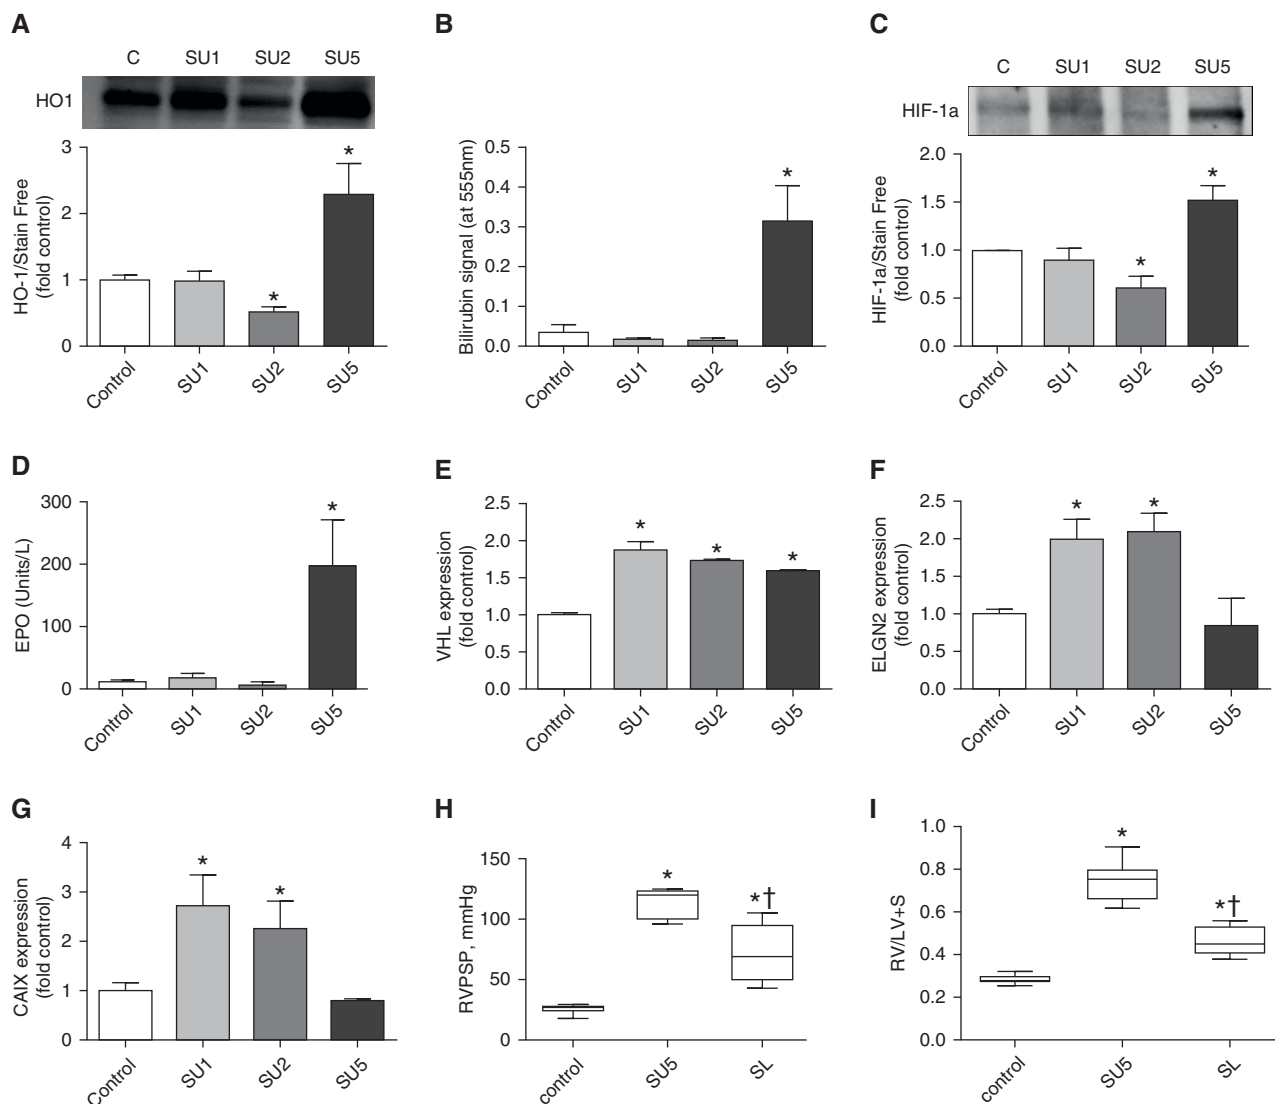 A
C SU1 SU2 SU5
HO1
HO-1/Stain Free
(fold control)
3
2
1
0
*
*
Control SU1 SU2 SU5
B
Bilirubin signal (at 555nm)
0.5
0.4
0.3
0.2
0.1
0.0
*
Control SU1 SU2 SU5
C
C SU1 SU2 SU5
HIF-1a
HIF-1a/Stain Free
(fold control)
2.0
1.5
1.0
0.5
0.0
*
*
Control SU1 SU2 SU5
D
EPO (Units/L)
300
200
100
0
*
Control SU1 SU2 SU5
E
VHL expression
(fold control)
2.5
2.0
1.5
1.0
0.5
0.0
* * *
Control SU1 SU2 SU5
F
ELGN2 expression
(fold control)
2.5
2.0
1.5
1.0
0.5
0.0
* *
Control SU1 SU2 SU5
G
CAIX expression
(fold control)
4
3
2
1
0
* *
Control SU1 SU2 SU5
H
RVPSP, mmHg
150
100
50
0
* *†
control SU5 SL
I
RV/LV+S
1.0
0.8
0.6
0.4
0.2
0.0
* *†
control SU5 SL